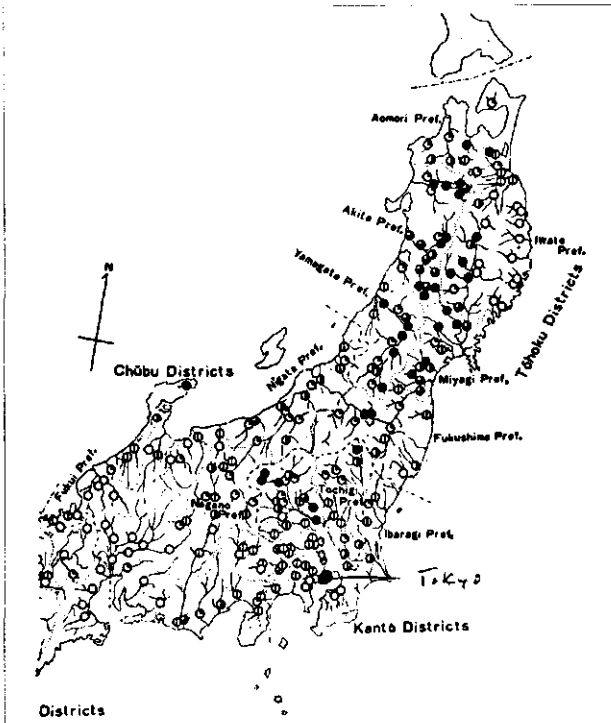 Aomori Pref.
Akita Pref.
Iwate
Pref.
Yamagata Pref.
Tōhoku Districts
N
Niigata Pref.
Chūbu Districts
Miyagi Pref.
Fukushima Pref.
Fukui Pref.
Nagano
Pref.
Tochigi
Pref.
Ibaragi Pref.
Tokyo
Kantō Districts
Districts